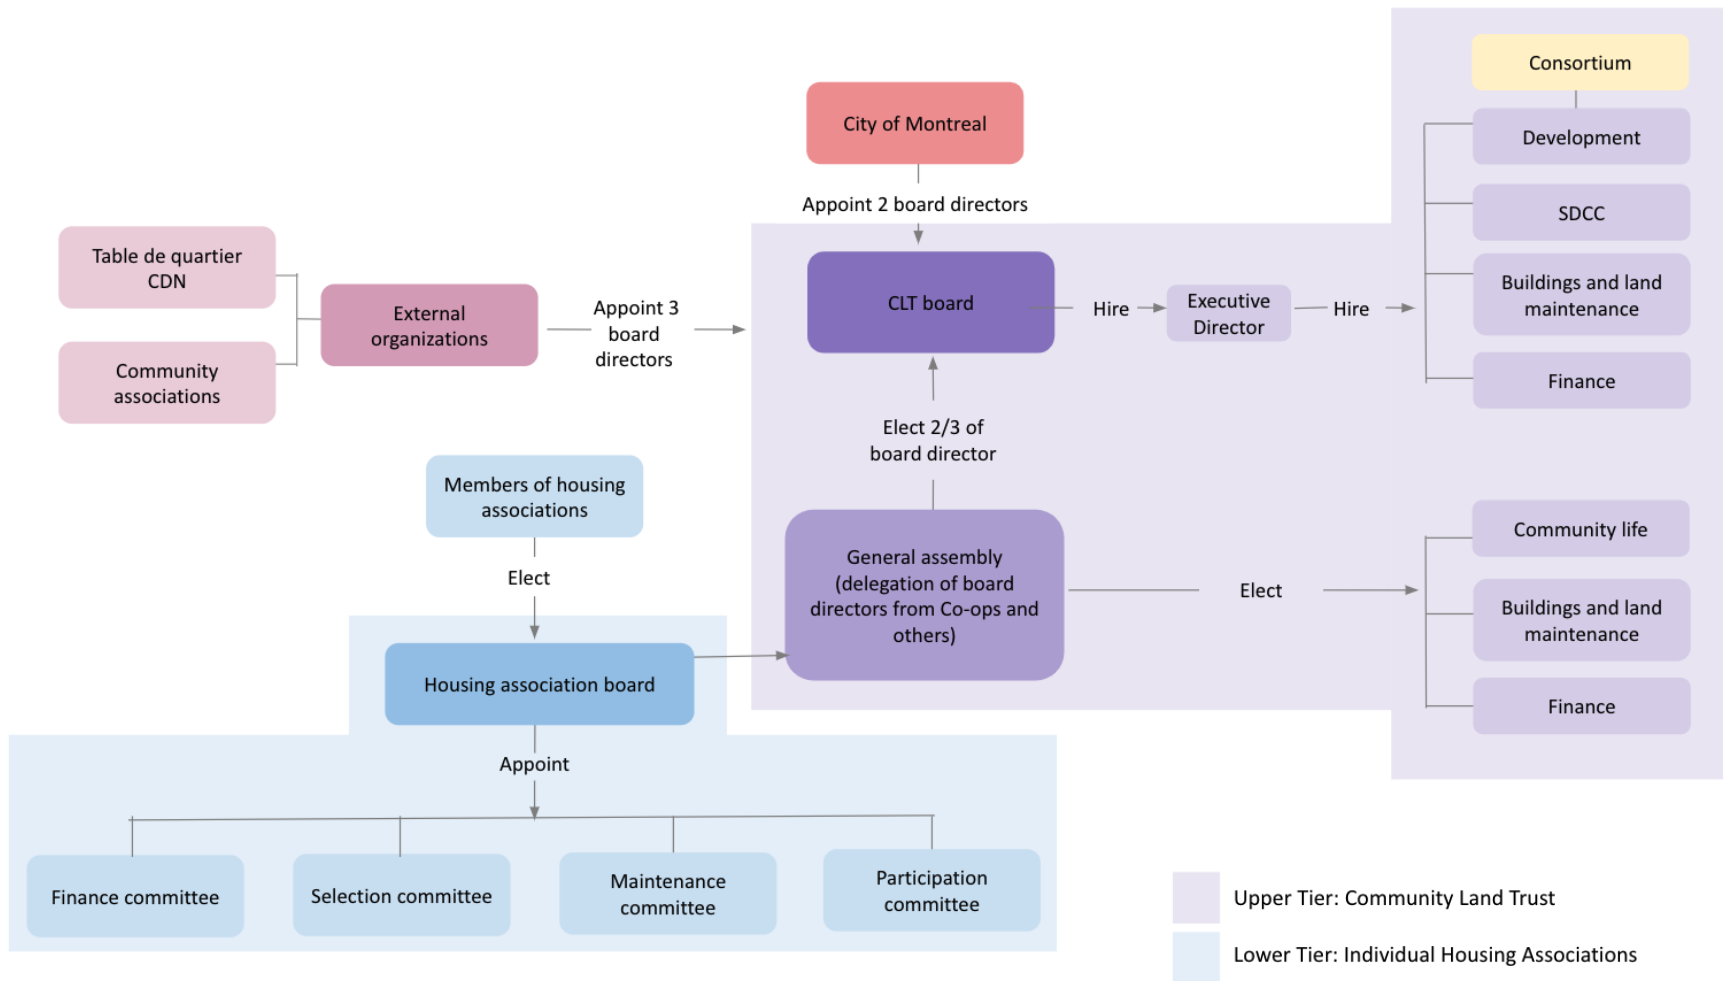 Consortium
City of Montreal
Development
Appoint 2 board directors
SDCC
Table de quartier
CDN
External
organizations
Community
associations
Appoint 3
board
directors
CLT board
Hire
Executive
Director
Hire
Buildings and land
maintenance
Finance
Elect 2/3 of
board director
Members of housing
associations
Elect
General assembly
(delegation of board
directors from Co-ops and
others)
Elect
Community life
Buildings and land
maintenance
Finance
Housing association board
Appoint
Finance committee
Selection committee
Maintenance
committee
Participation
committee
Upper Tier: Community Land Trust
Lower Tier: Individual Housing Associations